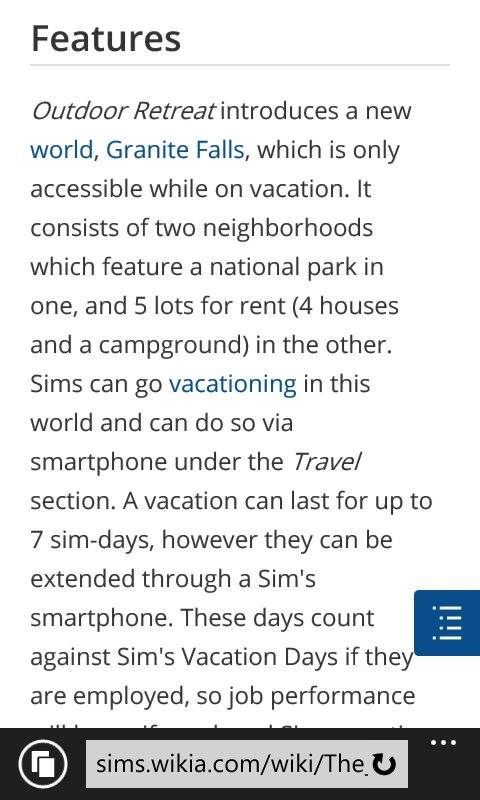 Features
Outdoor Retreat introduces a new
world, Granite Falls, which is only
accessible while on vacation. It
consists of two neighborhoods
which feature a national park in
one, and 5 lots for rent (4 houses
and a campground) in the other.
Sims can go vacationing in this
world and can do so via
smartphone under the Travel
section. A vacation can last for up to
7 sim-days, however they can be
extended through a Sim's
smartphone. These days count
against Sim's Vacation Days if they
are employed, so job performance
sims.wikia.com/wiki/The_